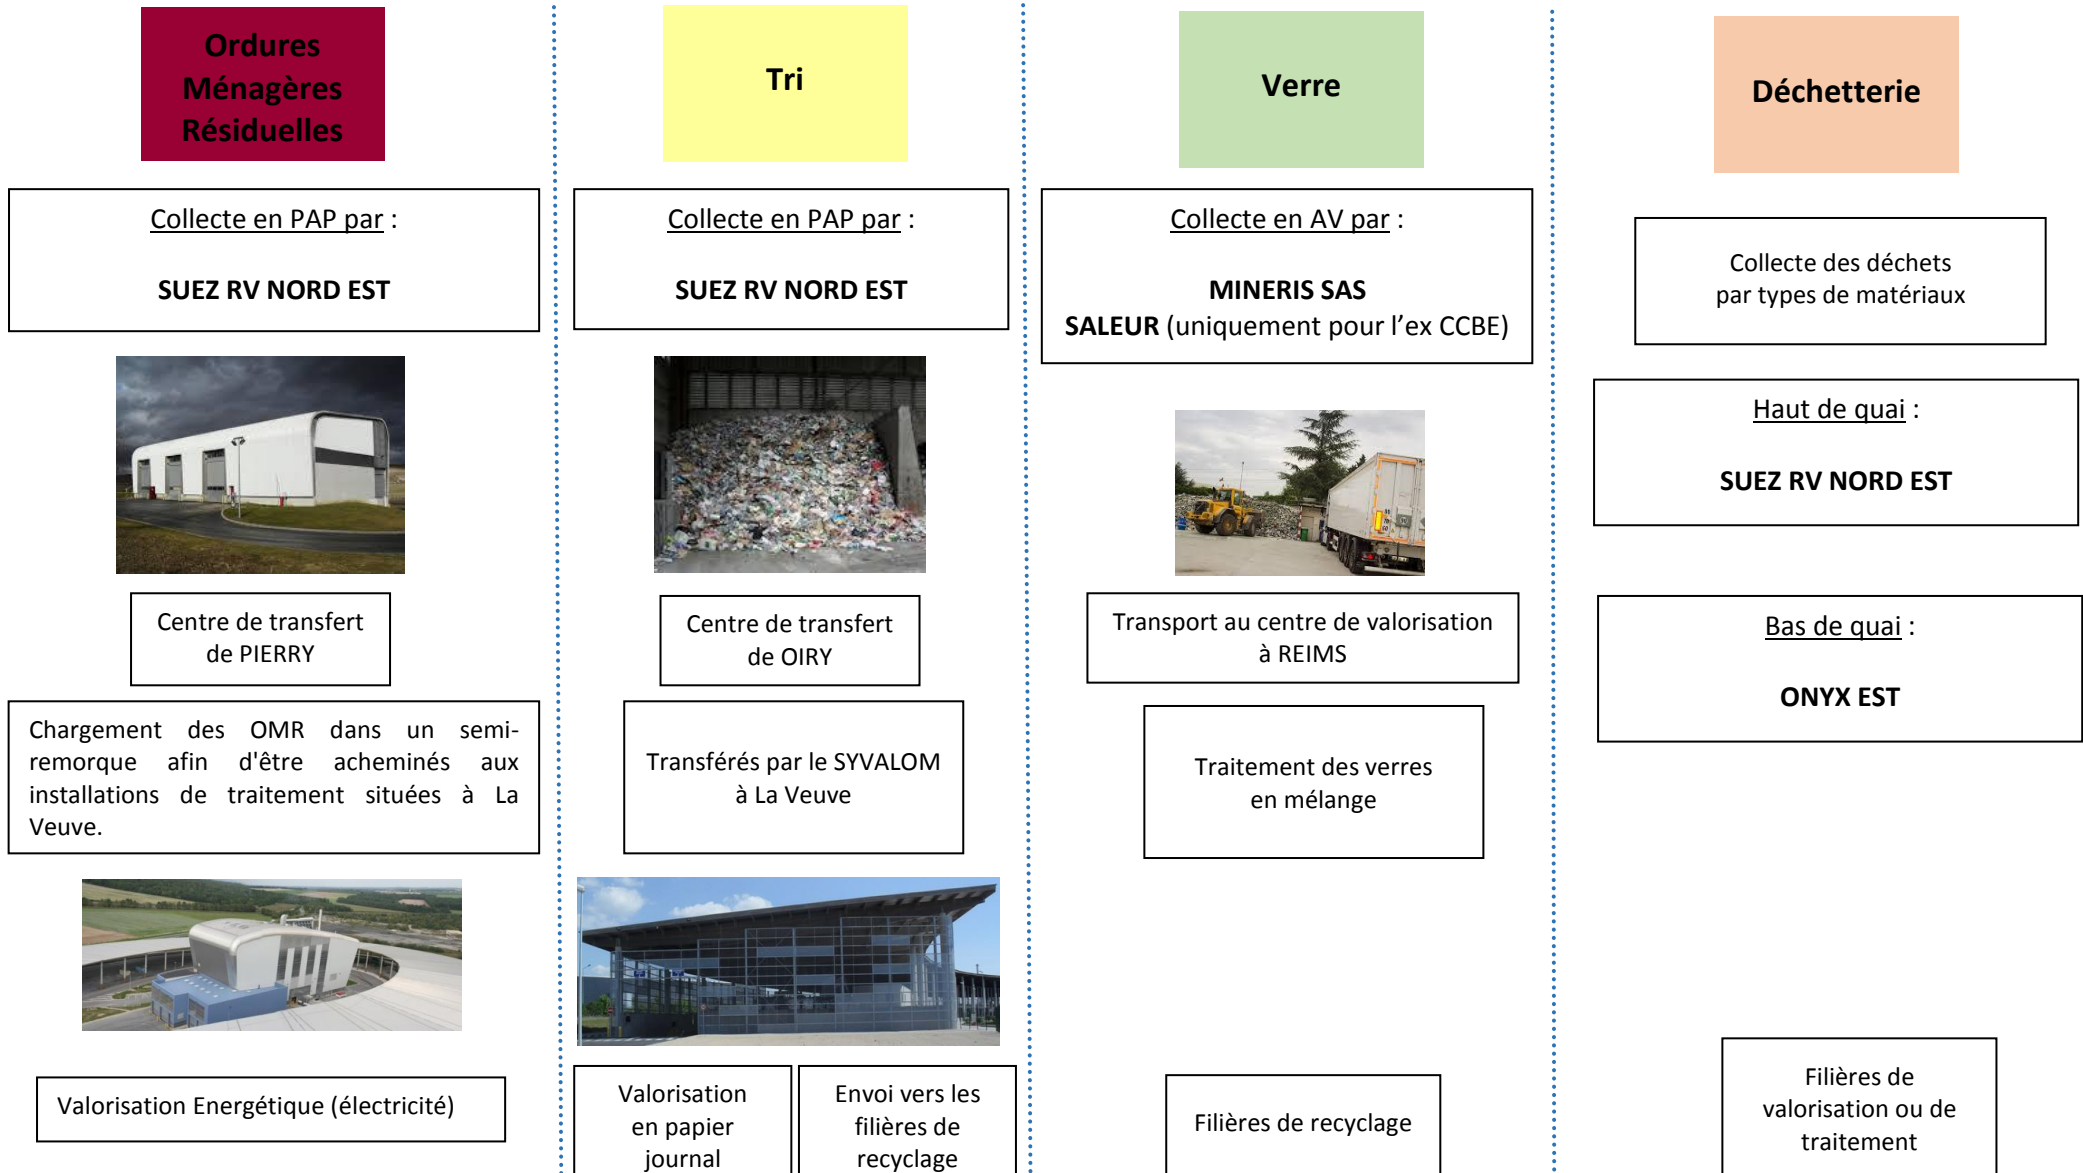 Ordures
Ménagères
Résiduelles
Collecte en PAP par :
SUEZ RV NORD EST
Centre de transfert
de PIERRY
Chargement des OMR dans un semi-
remorque afin d'être acheminés aux
installations de traitement situées à La
Veuve.
Valorisation Energétique (électricité)
Tri
Collecte en PAP par :
SUEZ RV NORD EST
Centre de transfert
de OIRY
Transférés par le SYVALOM
à La Veuve
Valorisation
en papier
journal
Envoi vers les
filières de
recyclage
Verre
Collecte en AV par :
MINERIS SAS
SALEUR (uniquement pour l’ex CCBE)
Transport au centre de valorisation
à REIMS
Traitement des verres
en mélange
Filières de recyclage
Déchetterie
Collecte des déchets
par types de matériaux
Haut de quai :
SUEZ RV NORD EST
Bas de quai :
ONYX EST
Filières de
valorisation ou de
traitement